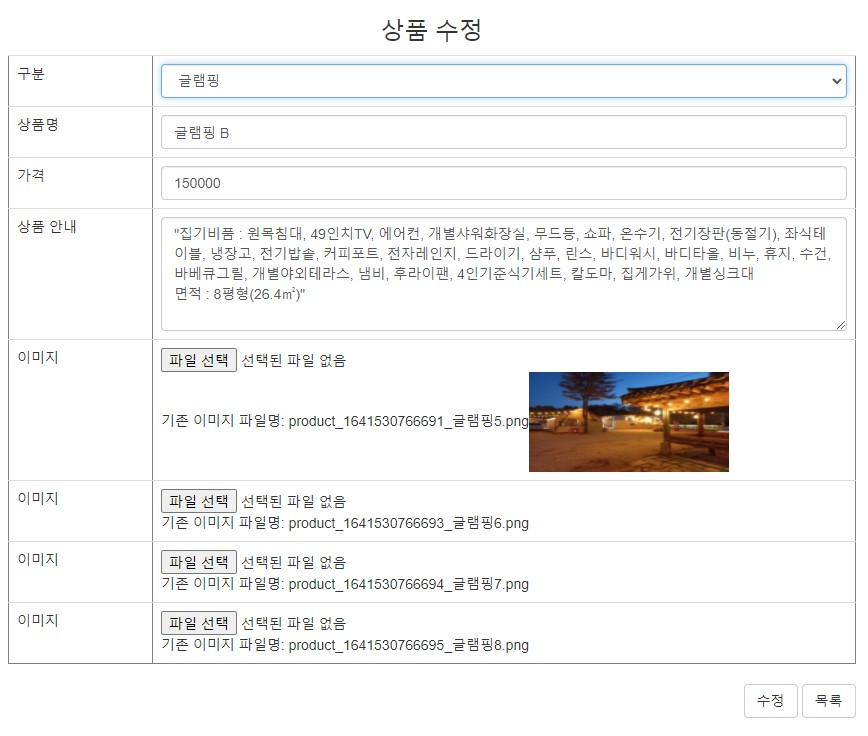 상품 수정
구분
글램핑
상품명
글램핑 B
가격
150000
상품 안내
"집기비품 : 원목침대, 49인치TV, 에어컨, 개별샤워화장실, 무드등, 쇼파, 온수기, 전기장판(동절기), 좌식테
이블, 냉장고, 전기밥솥, 커피포트, 전자레인지, 드라이기, 샴푸, 린스, 바디워시, 바디타올, 비누, 휴지, 수건,
바베큐그릴, 개별야외테라스, 냄비, 후라이팬, 4인기준식기세트, 칼도마, 집게가위, 개별싱크대
면적 : 8평형(26.4㎡)"
이미지
파일 선택 선택된 파일 없음
기존 이미지 파일명: product_1641530766691_글램핑5.png
이미지
파일 선택 선택된 파일 없음
기존 이미지 파일명: product_1641530766693_글램핑6.png
이미지
파일 선택 선택된 파일 없음
기존 이미지 파일명: product_1641530766694_글램핑7.png
이미지
파일 선택 선택된 파일 없음
기존 이미지 파일명: product_1641530766695_글램핑8.png
수정 목록